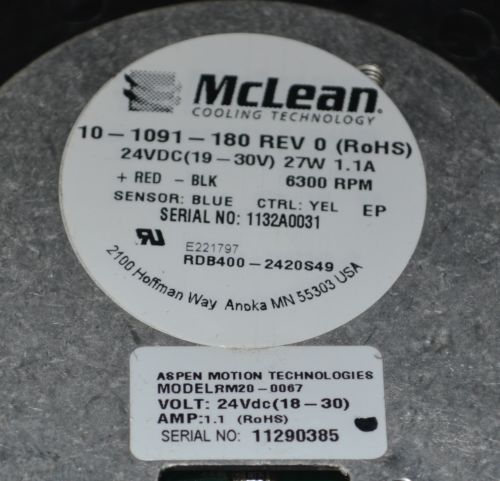 McLean®
COOLING TECHNOLOGY
10-1091-180 REV 0 (RoHS)
24VDC(19-30V) 27W 1.1A
+ RED - BLK 6300 RPM
SENSOR: BLUE CTRL: YEL EP
SERIAL NO: 1132A0031
E221797
RDB400-2420S49
2100 Hoffman Way Anoka MN 55303 USA
ASPEN MOTION TECHNOLOGIES
MODELRM20-0067
VOLT: 24Vdc(18-30)
AMP:1.1 (RoHS)
SERIAL NO: 11290385